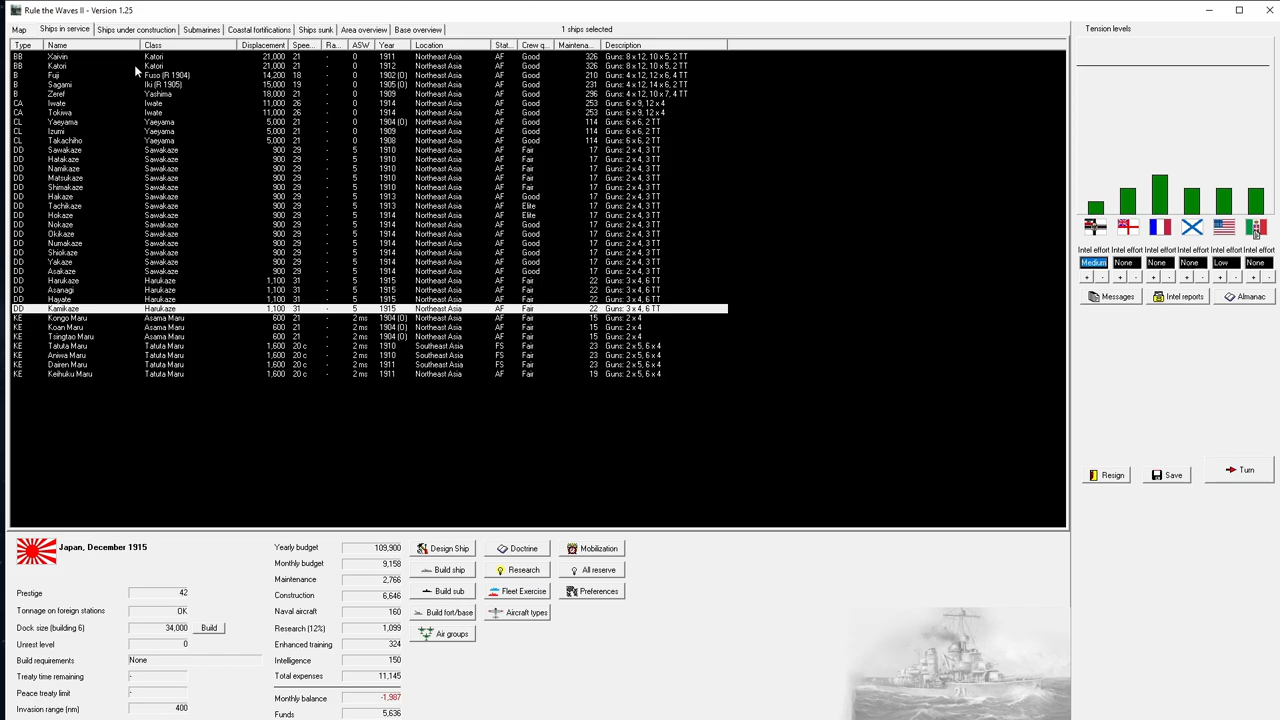 Rule the Waves II - Version 1.25
Map Ships in service Ships under construction Submarines Coastal fortifications Ships sunk Area overview Base overview 1 ships selected
Type Name Class Displacement Spee... Ra... ASW Year Location Stat... Crew q... Maintena... Description
BB Xaivin Katori 21,000 21 - 0 1911 Northeast Asia AF Good 326 Guns: 8 x 12, 10 x 5, 2 TT
BB Katori Katori 21,000 21 - 0 1912 Northeast Asia AF Good 326 Guns: 8 x 12, 10 x 5, 2 TT
B Fuji Fuso (R 1904) 14,200 18 - 0 1902 (O) Northeast Asia AF Good 210 Guns: 4 x 12, 12 x 6, 4 TT
B Sagami Iki (R 1905) 15,000 19 - 0 1905 (O) Northeast Asia AF Good 231 Guns: 4 x 12, 14 x 6, 2 TT
B Zeref Yashima 18,000 21 - 0 1909 Northeast Asia AF Good 296 Guns: 4 x 12, 10 x 7, 4 TT
CA Iwate Iwate 11,000 26 - 0 1914 Northeast Asia AF Good 253 Guns: 6 x 9, 12 x 4
CA Tokiwa Iwate 11,000 26 - 0 1914 Northeast Asia AF Good 253 Guns: 6 x 9, 12 x 4
CL Yaeyama Yaeyama 5,000 21 - 0 1904 (O) Northeast Asia AF Good 114 Guns: 6 x 6, 2 TT
CL Izumi Yaeyama 5,000 21 - 0 1909 Northeast Asia AF Good 114 Guns: 6 x 6, 2 TT
CL Takachiho Yaeyama 5,000 21 - 0 1908 Northeast Asia AF Good 114 Guns: 6 x 6, 2 TT
DD Sawakaze Sawakaze 900 29 - 5 1910 Northeast Asia AF Fair 17 Guns: 2 x 4, 3 TT
DD Hatakaze Sawakaze 900 29 - 5 1910 Northeast Asia AF Fair 17 Guns: 2 x 4, 3 TT
DD Namikaze Sawakaze 900 29 - 5 1910 Northeast Asia AF Fair 17 Guns: 2 x 4, 3 TT
DD Matsukaze Sawakaze 900 29 - 5 1910 Northeast Asia AF Fair 17 Guns: 2 x 4, 3 TT
DD Shimakaze Sawakaze 900 29 - 5 1910 Northeast Asia AF Fair 17 Guns: 2 x 4, 3 TT
DD Hakaze Sawakaze 900 29 - 5 1913 Northeast Asia AF Good 17 Guns: 2 x 4, 3 TT
DD Tachikaze Sawakaze 900 29 - 5 1913 Northeast Asia AF Elite 17 Guns: 2 x 4, 3 TT
DD Hokaze Sawakaze 900 29 - 5 1914 Northeast Asia AF Elite 17 Guns: 2 x 4, 3 TT
DD Nokaze Sawakaze 900 29 - 5 1914 Northeast Asia AF Good 17 Guns: 2 x 4, 3 TT
DD Okikaze Sawakaze 900 29 - 5 1914 Northeast Asia AF Good 17 Guns: 2 x 4, 3 TT
DD Numakaze Sawakaze 900 29 - 5 1914 Northeast Asia AF Good 17 Guns: 2 x 4, 3 TT
DD Shiokaze Sawakaze 900 29 - 5 1914 Northeast Asia AF Good 17 Guns: 2 x 4, 3 TT
DD Yakaze Sawakaze 900 29 - 5 1914 Northeast Asia AF Good 17 Guns: 2 x 4, 3 TT
DD Asakaze Sawakaze 900 29 - 5 1914 Northeast Asia AF Good 17 Guns: 2 x 4, 3 TT
DD Harukaze Harukaze 1,100 31 - 5 1915 Northeast Asia AF Fair 22 Guns: 3 x 4, 6 TT
DD Asanagi Harukaze 1,100 31 - 5 1915 Northeast Asia AF Fair 22 Guns: 3 x 4, 6 TT
DD Hayate Harukaze 1,100 31 - 5 1915 Northeast Asia AF Fair 22 Guns: 3 x 4, 6 TT
DD Kamikaze Harukaze 1,100 31 - 5 1915 Northeast Asia AF Fair 22 Guns: 3 x 4, 6 TT
KE Kongo Maru Asama Maru 600 21 - 2 ms 1904 (O) Northeast Asia AF Fair 15 Guns: 2 x 4
KE Koan Maru Asama Maru 600 21 - 2 ms 1904 (O) Northeast Asia AF Fair 15 Guns: 2 x 4
KE Tsingtao Maru Asama Maru 600 21 - 2 ms 1904 (O) Northeast Asia AF Fair 15 Guns: 2 x 4
KE Tatuta Maru Tatuta Maru 1,600 20 c - 2 ms 1910 Southeast Asia FS Fair 23 Guns: 2 x 5, 6 x 4
KE Aniwa Maru Tatuta Maru 1,600 20 c - 2 ms 1910 Southeast Asia FS Fair 23 Guns: 2 x 5, 6 x 4
KE Dairen Maru Tatuta Maru 1,600 20 c - 2 ms 1911 Southeast Asia FS Fair 23 Guns: 2 x 5, 6 x 4
KE Keihuku Maru Tatuta Maru 1,600 20 c - 2 ms 1911 Northeast Asia AF Fair 19 Guns: 2 x 5, 6 x 4
Tension levels
Intel effort Intel effort Intel effort Intel effort Intel effort Intel effort
Medium None None None Low None
+ - + - + - + - + - + -
Messages Intel reports Almanac
Resign Save Turn
Japan, December 1915
Prestige 42
Tonnage on foreign stations OK
Dock size (building 6) 34,000 Build
Unrest level 0
Build requirements None
Treaty time remaining -
Peace treaty limit -
Invasion range (nm) 400
Yearly budget 109,900
Monthly budget 9,158
Maintenance 2,766
Construction 6,646
Naval aircraft 160
Research (12%) 1,099
Enhanced training 324
Intelligence 150
Total expenses 11,145
Monthly balance -1,987
Funds 5,636
Design Ship Doctrine Mobilization
Build ship Research All reserve
Build sub Fleet Exercise Preferences
Build fort/base Aircraft types
Air groups